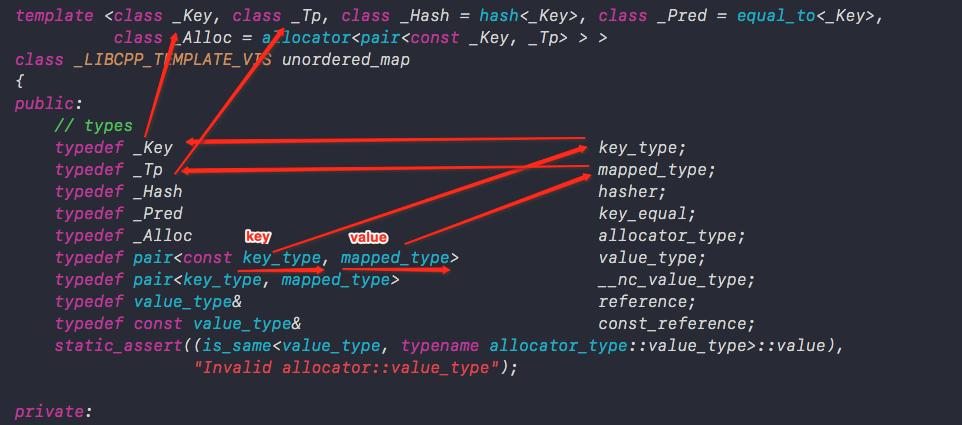 template <class _Key, class _Tp, class _Hash = hash<_Key>, class _Pred = equal_to<_Key>,
class _Alloc = allocator<pair<const _Key, _Tp> > >
class _LIBCPP_TEMPLATE_VIS unordered_map
{
public:
// types
typedef _Key key_type;
typedef _Tp mapped_type;
typedef _Hash hasher;
typedef _Pred key_equal;
typedef _Alloc allocator_type;
key value
typedef pair<const key_type, mapped_type> value_type;
typedef pair<key_type, mapped_type> __nc_value_type;
typedef value_type& reference;
typedef const value_type& const_reference;
static_assert((is_same<value_type, typename allocator_type::value_type>::value),
"Invalid allocator::value_type");
private: